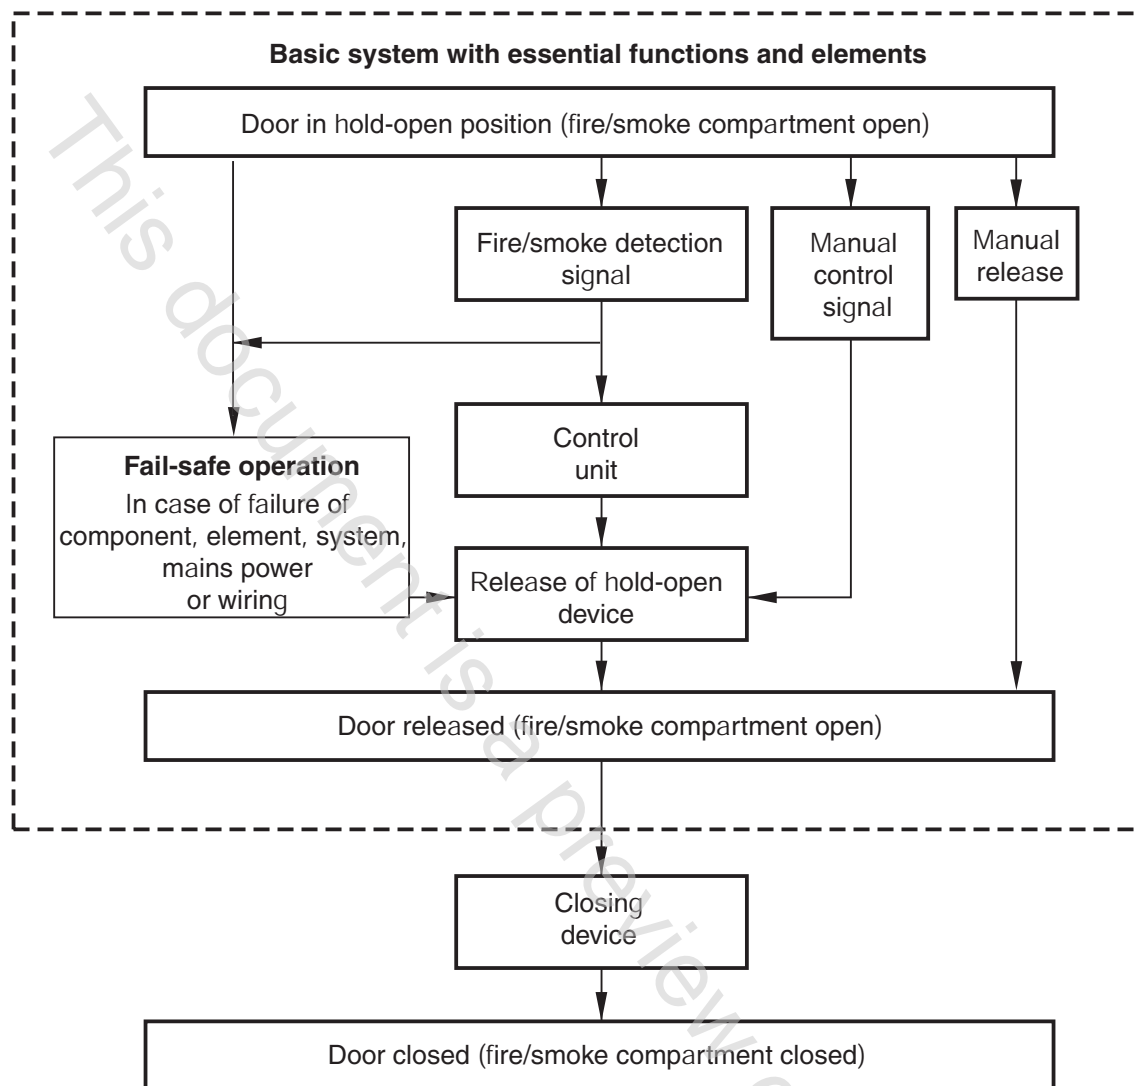 Basic system with essential functions and elements
Door in hold-open position (fire/smoke compartment open)
Fire/smoke detection
signal
Manual
control
signal
Manual
release
Control
unit
Fail-safe operation
In case of failure of
component, element, system,
mains power
or wiring
Release of hold-open
device
Door released (fire/smoke compartment open)
Closing
device
Door closed (fire/smoke compartment closed)
This document is a preview